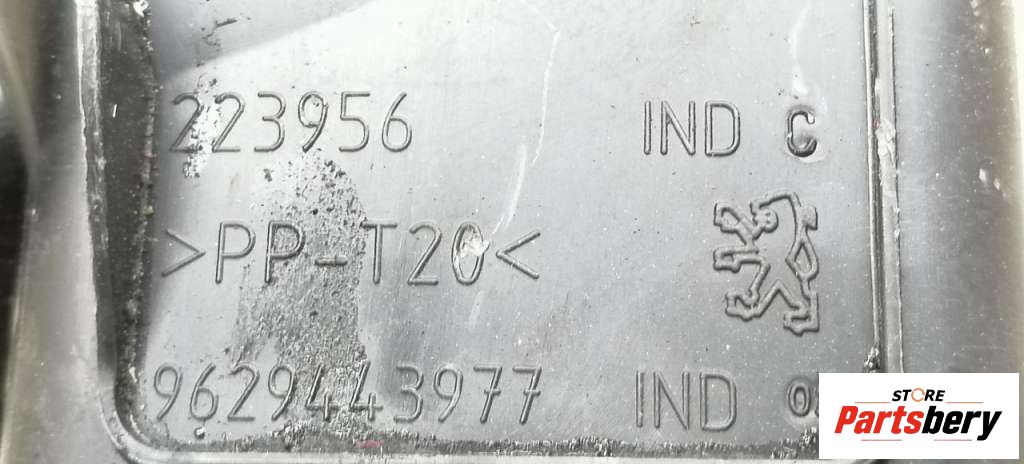 223956 IND C
>PP-T20<
9629443977 IND
STORE
Partsbery